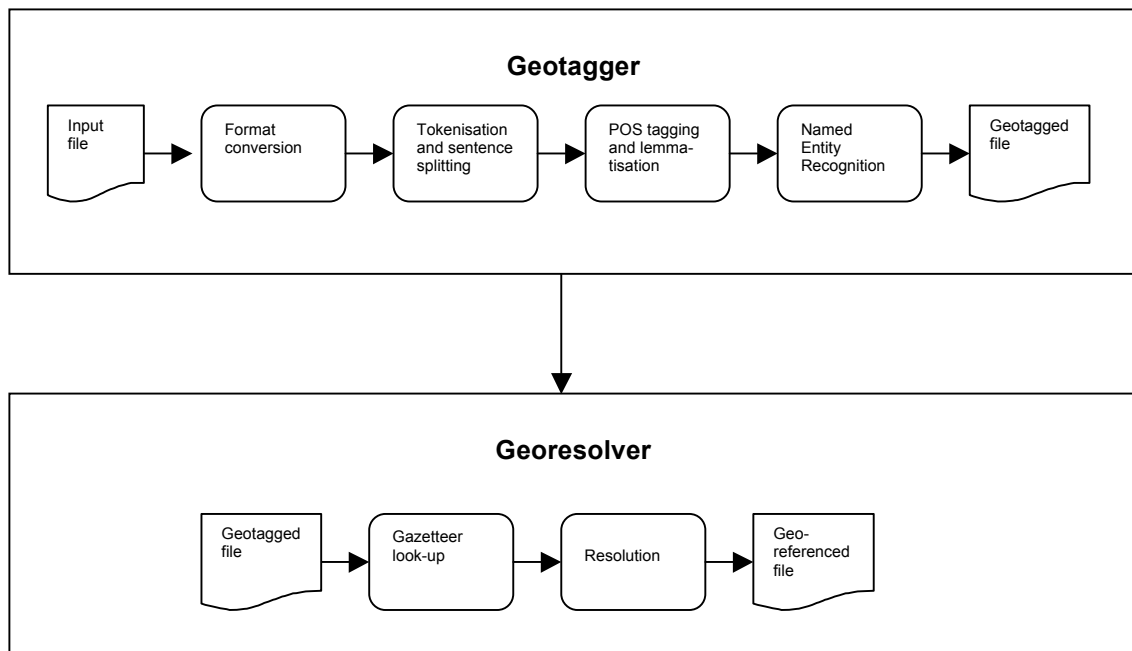 Geotagger
Input
file
Format
conversion
Tokenisation
and sentence
splitting
POS tagging
and lemma-
tisation
Named
Entity
Recognition
Geotagged
file
Georesolver
Geotagged
file
Gazetteer
look-up
Resolution
Geo-
referenced
file